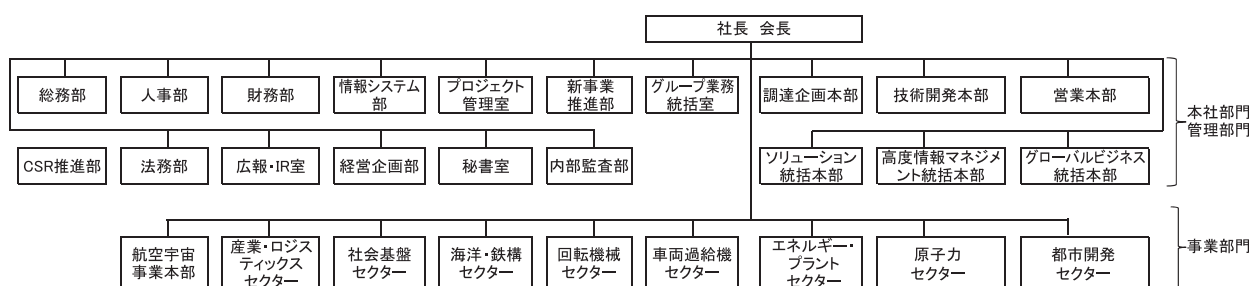 社長 会長
総務部
人事部
財務部
情報システム
部
プロジェクト
管理室
新事業
推進部
グループ業務
統括室
調達企画本部
技術開発本部
営業本部
本社部門
管理部門
CSR推進部
法務部
広報・IR室
経営企画部
秘書室
内部監査部
ソリューション
統括本部
高度情報マネジメ
ント統括本部
グローバルビジネス
統括本部
航空宇宙
事業本部
産業・ロジス
ティックス
セクター
社会基盤
セクター
海洋・鉄構
セクター
回転機械
セクター
車両過給機
セクター
エネルギー・
プラント
セクター
原子力
セクター
都市開発
セクター
事業部門